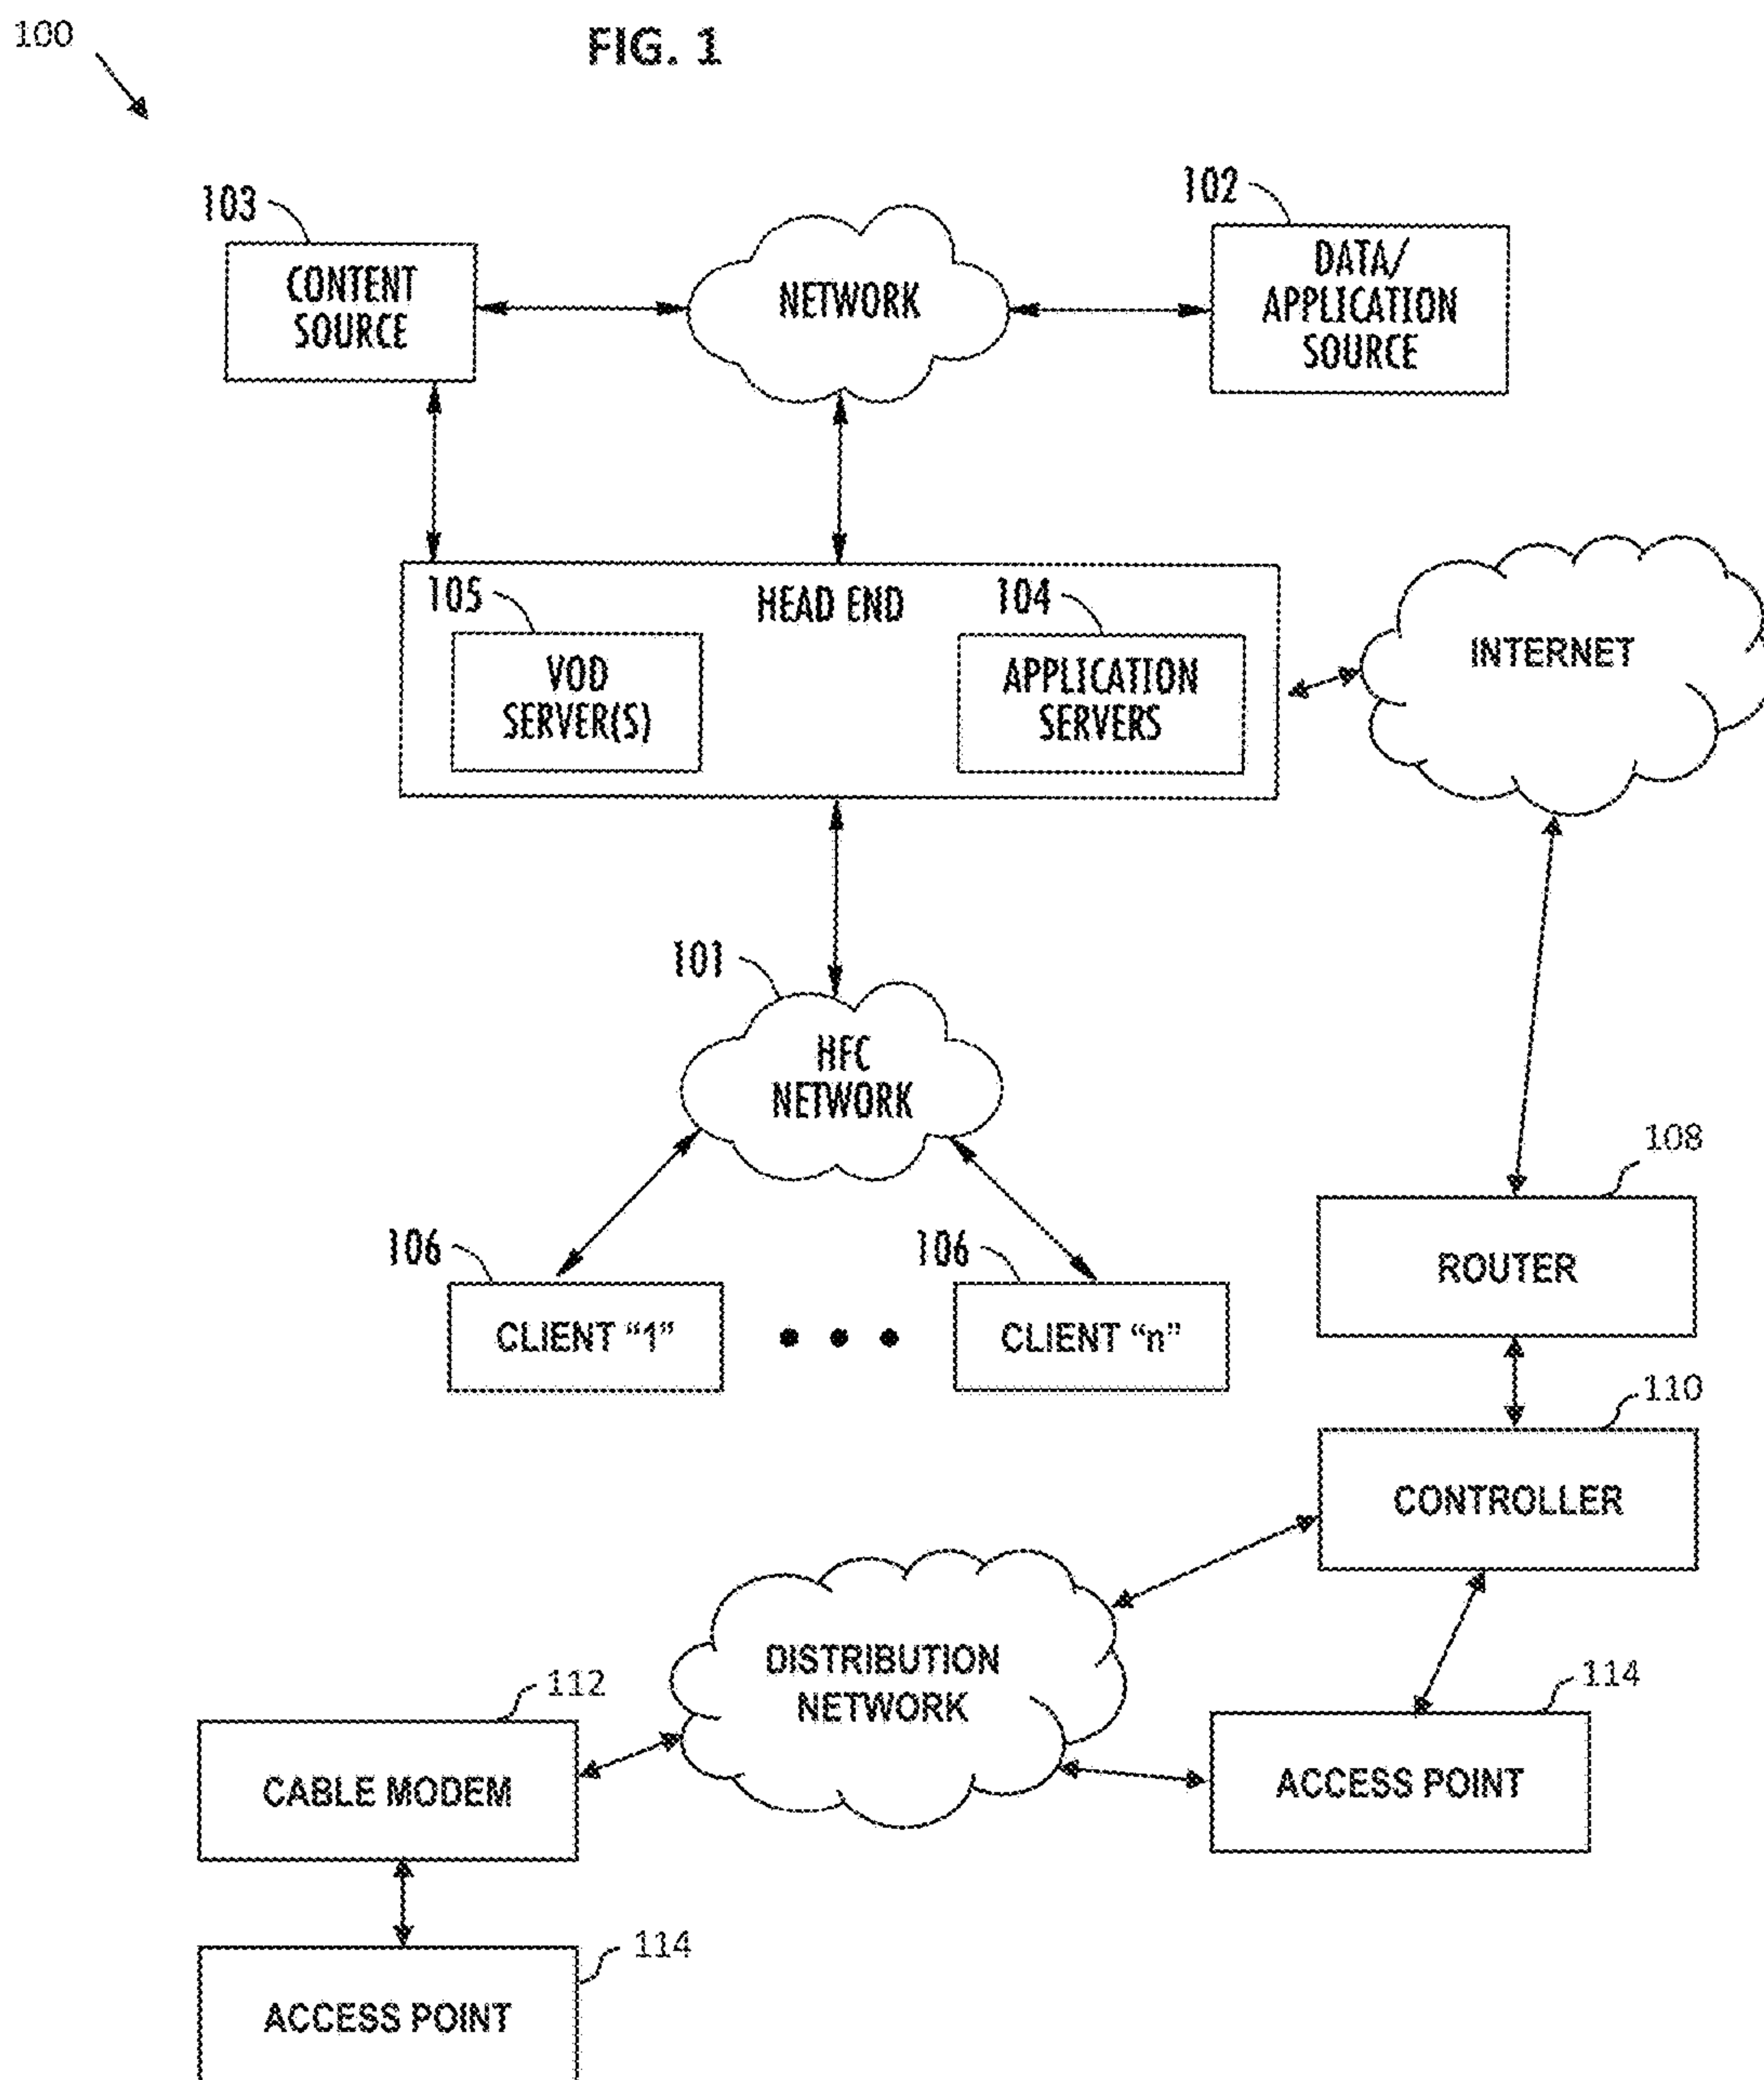 100
FIG. 1
103
102
CONTENT
SOURCE
NETWORK
DATA/
APPLICATION
SOURCE
105
HEAD END
104
VOD
SERVER(S)
APPLICATION
SERVERS
INTERNET
101
HFC
NETWORK
108
ROUTER
106
106
CLIENT “1”
CLIENT “n”
110
CONTROLLER
DISTRIBUTION
NETWORK
112
114
CABLE MODEM
ACCESS POINT
114
ACCESS POINT